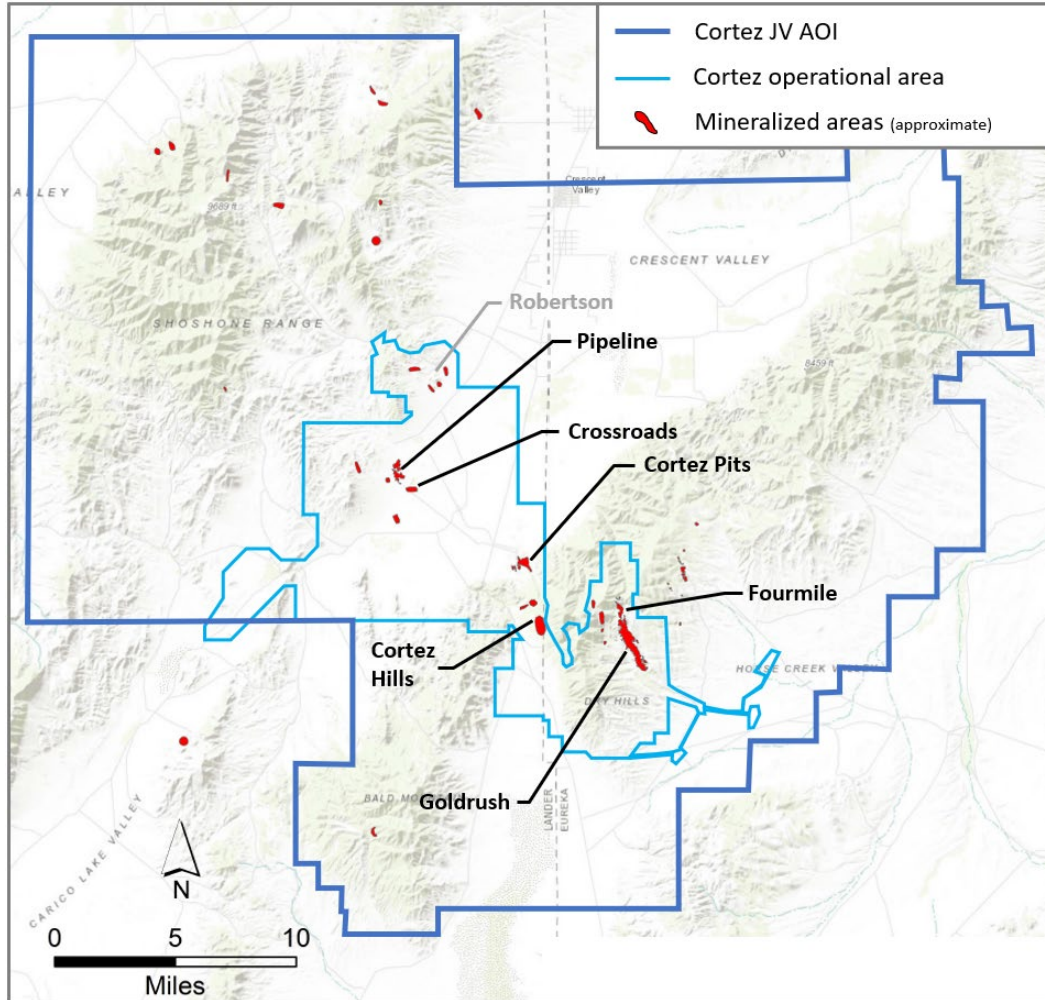 Cortez JV AOI
Cortez operational area
Mineralized areas (approximate)
Crescent
Valley
ALLEY
9689 ft
CRESCENT VALLEY
Robertson
SHOSHONE RANGE
Pipeline
8459 ft
Crossroads
Cortez Pits
Fourmile
Cortez
Hills
HORSE CREEK VALLEY
DRY HILLS
Goldrush
LANDER
EUREKA
CARICO LAKE VALLEY
N
0 5 10
Miles